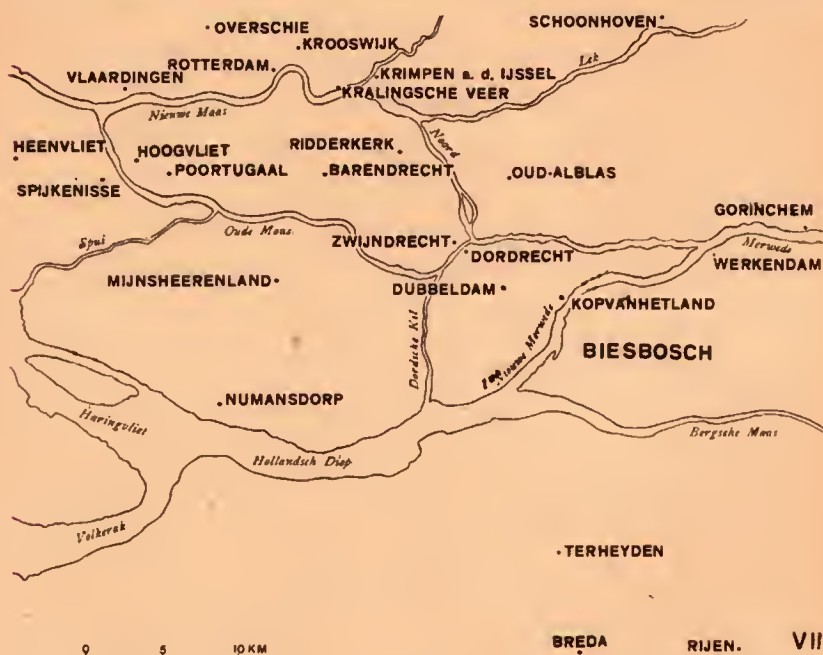 OVERSCHIE
SCHOONHOVEN
KROOSWIJK
ROTTERDAM
KRIMPEN a. d. IJSSEL
Lek
VLAARDINGEN
KRALINGSCHE VEER
Nieuwe Maas
HEENVLIET
HOOGVLIET
RIDDERKERK
Noord
POORTUGAAL
BARENDRECHT
OUD-ALBLAS
SPIJKENISSE
GORINCHEM
Spui
Oude Maas
ZWIJNDRECHT
Merwede
DORDRECHT
WERKENDAM
MIJNSHEERENLAND
DUBBELDAM
KOPVANHETLAND
Dordsche Kil
Nieuwe Merwede
BIESBOSCH
NUMANSDORP
Haringvliet
Bergsche Maas
Hollandsch Diep
Volkerak
TERHEYDEN
0 5 10 KM
BREDA
RIJEN.
VII